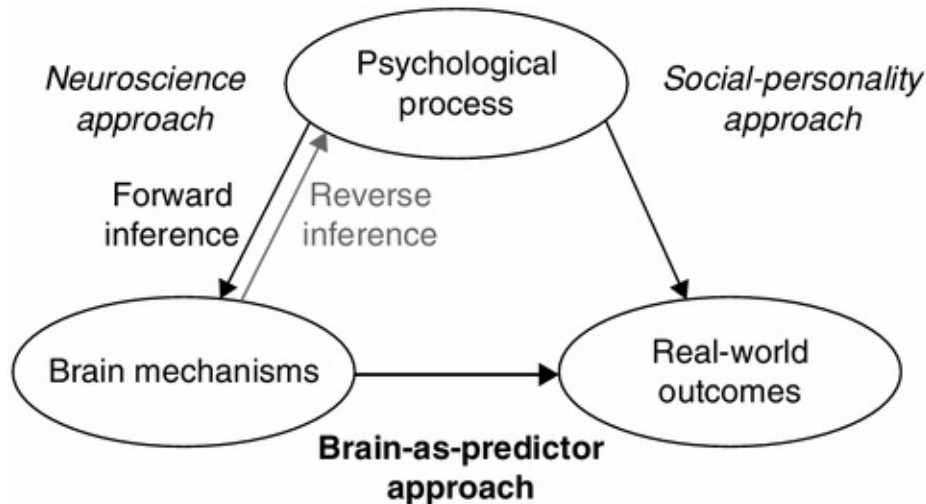 Psychological
process
Neuroscience
approach
Social-personality
approach
Forward
inference
Reverse
inference
Brain mechanisms
Real-world
outcomes
Brain-as-predictor
approach